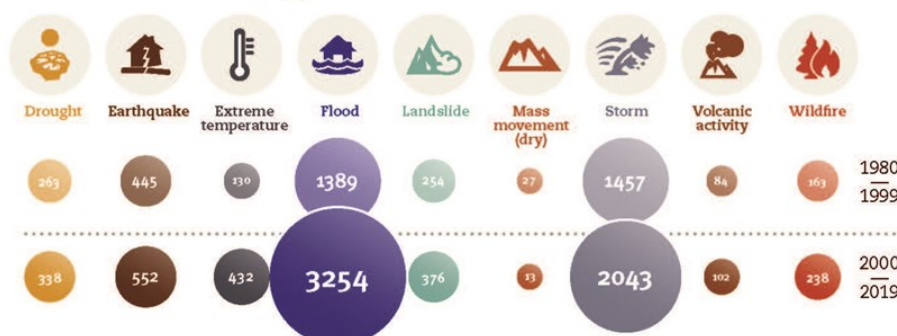 Drought
Earthquake
Extreme
temperature
Flood
Landslide
Mass
movement
(dry)
Storm
Volcanic
activity
Wildfire
263 445 130 1389 254 27 1457 84 163
1980
1999
338 552 432 3254 376 13 2043 102 238
2000
2019